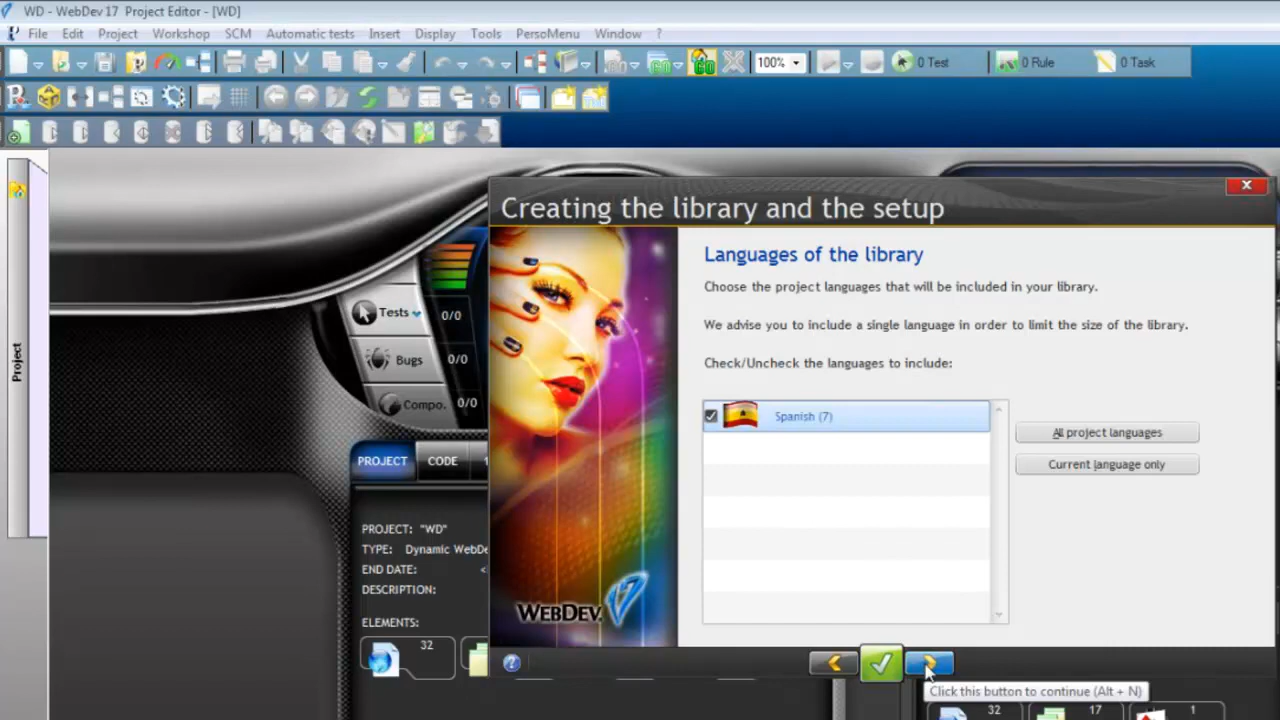 WD - WebDev 17 Project Editor - [WD]
File Edit Project Workshop SCM Automatic tests Insert Display Tools PersoMenu Window ?
100% 0 Test 0 Rule 0 Task
Creating the library and the setup
Languages of the library
Choose the project languages that will be included in your library.
We advise you to include a single language in order to limit the size of the library.
Check/Uncheck the languages to include:
Spanish (7)
All project languages
Current language only
Tests 0/0
Bugs 0/0
Compo. 0/0
Project
PROJECT CODE
PROJECT: "WD"
TYPE: Dynamic WebDe
END DATE: <
DESCRIPTION:
ELEMENTS:
32
WEBDEV 17
Click this button to continue (Alt + N)
32 17 1